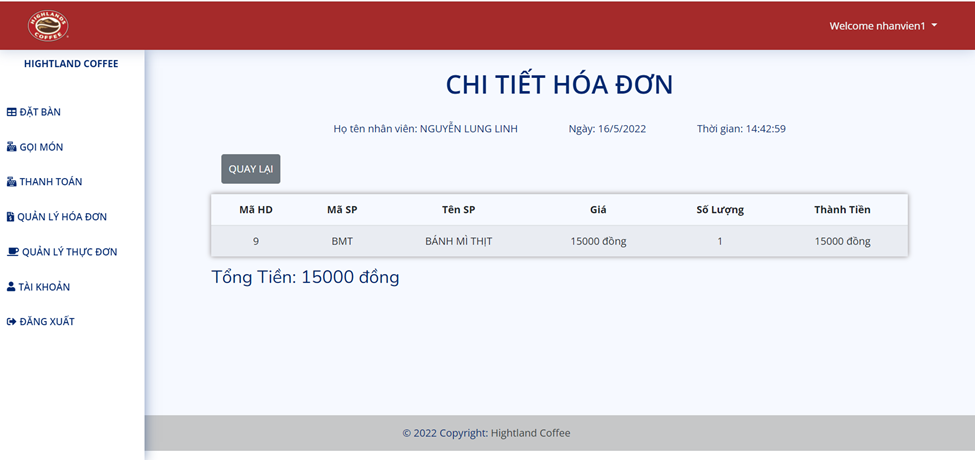 HIGHLANDS
COFFEE
Welcome nhanvien1
HIGHTLAND COFFEE
ĐẶT BÀN
GỌI MÓN
THANH TOÁN
QUẢN LÝ HÓA ĐƠN
QUẢN LÝ THỰC ĐƠN
TÀI KHOẢN
ĐĂNG XUẤT
CHI TIẾT HÓA ĐƠN
Họ tên nhân viên: NGUYỄN LUNG LINH Ngày: 16/5/2022 Thời gian: 14:42:59
QUAY LẠI
Mã HD Mã SP Tên SP Giá Số Lượng Thành Tiền
9 BMT BÁNH MÌ THỊT 15000 đồng 1 15000 đồng
Tổng Tiền: 15000 đồng
© 2022 Copyright: Hightland Coffee